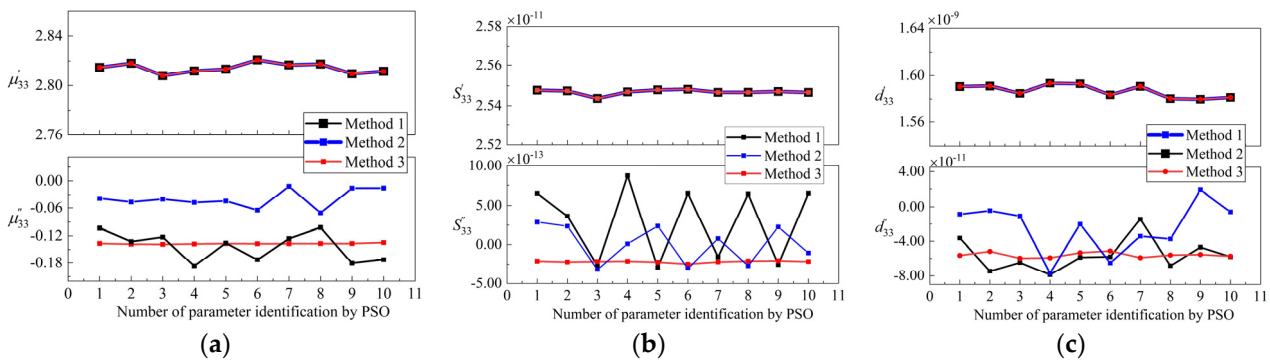 2.84
2.80
2.76
μ'33
Method 1
Method 2
Method 3
0.00
-0.06
-0.12
-0.18
μ"33
0 1 2 3 4 5 6 7 8 9 10 11
Number of parameter identification by PSO
(a)
×10⁻¹¹
2.58
2.56
2.54
2.52
S'33
Method 1
Method 2
Method 3
×10⁻¹³
10.00
5.00
0.00
-5.00
S"33
0 1 2 3 4 5 6 7 8 9 10 11
Number of parameter identification by PSO
(b)
×10⁻⁹
1.64
1.60
1.56
d'33
Method 1
Method 2
Method 3
×10⁻¹¹
4.00
0.00
-4.00
-8.00
d"33
0 1 2 3 4 5 6 7 8 9 10 11
Number of parameter identification by PSO
(c)